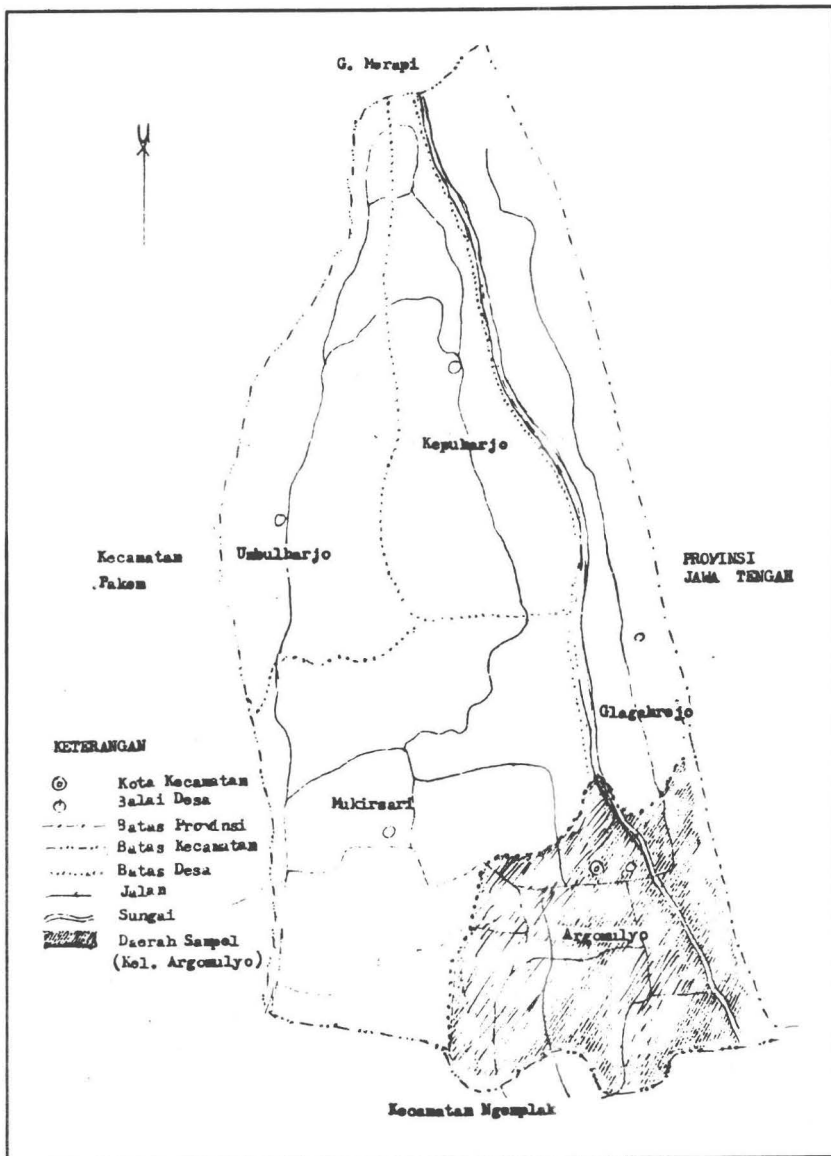 G. Merapi
U
Kepuharjo
Umbulharjo
Kecamatan
Pakem
PROVINSI
JAWA TENGAH
Glagahrejo
KETERANGAN
Kota Kecamatan
Balai Desa
Batas Provinsi
Batas Kecamatan
Batas Desa
Jalan
Sungai
Daerah Sampel
(Kel. Argomulyo)
Mukirsari
Argomulyo
Kecamatan Ngemplak